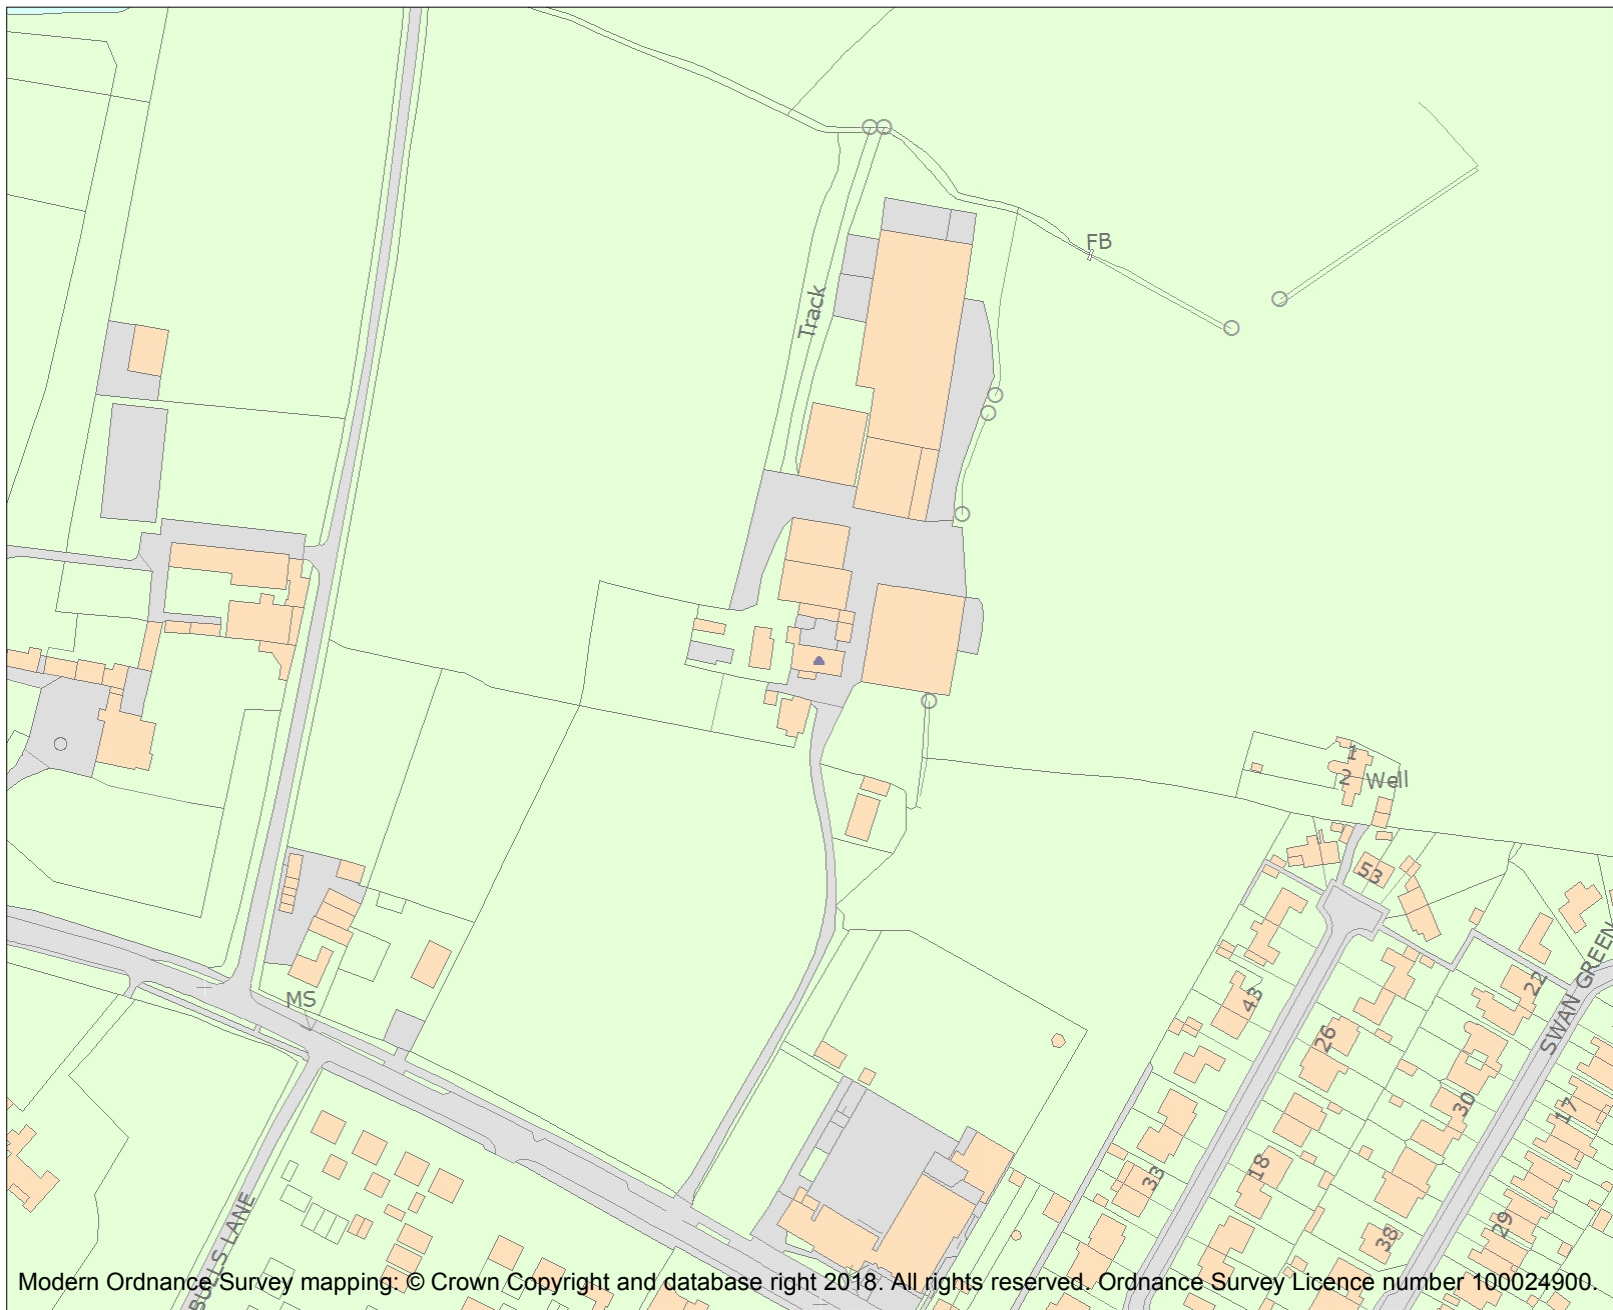 FB
Track
1
2
Well
53
SWAN GREEN
22
43
MS
26
30
17
18
33
29
38
BULLS LANE
Modern Ordnance Survey mapping: © Crown Copyright and database right 2018. All rights reserved. Ordnance Survey Licence number 100024900.